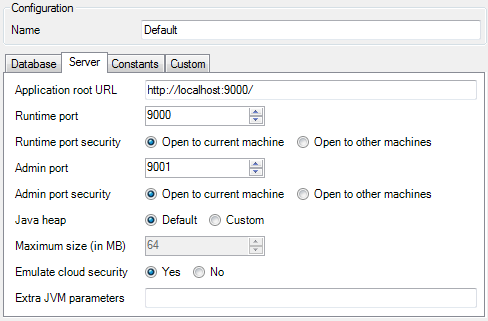 Configuration
Name Default
Database Server Constants Custom
Application root URL http://localhost:9000/
Runtime port 9000
Runtime port security Open to current machine Open to other machines
Admin port 9001
Admin port security Open to current machine Open to other machines
Java heap Default Custom
Maximum size (in MB) 64
Emulate cloud security Yes No
Extra JVM parameters